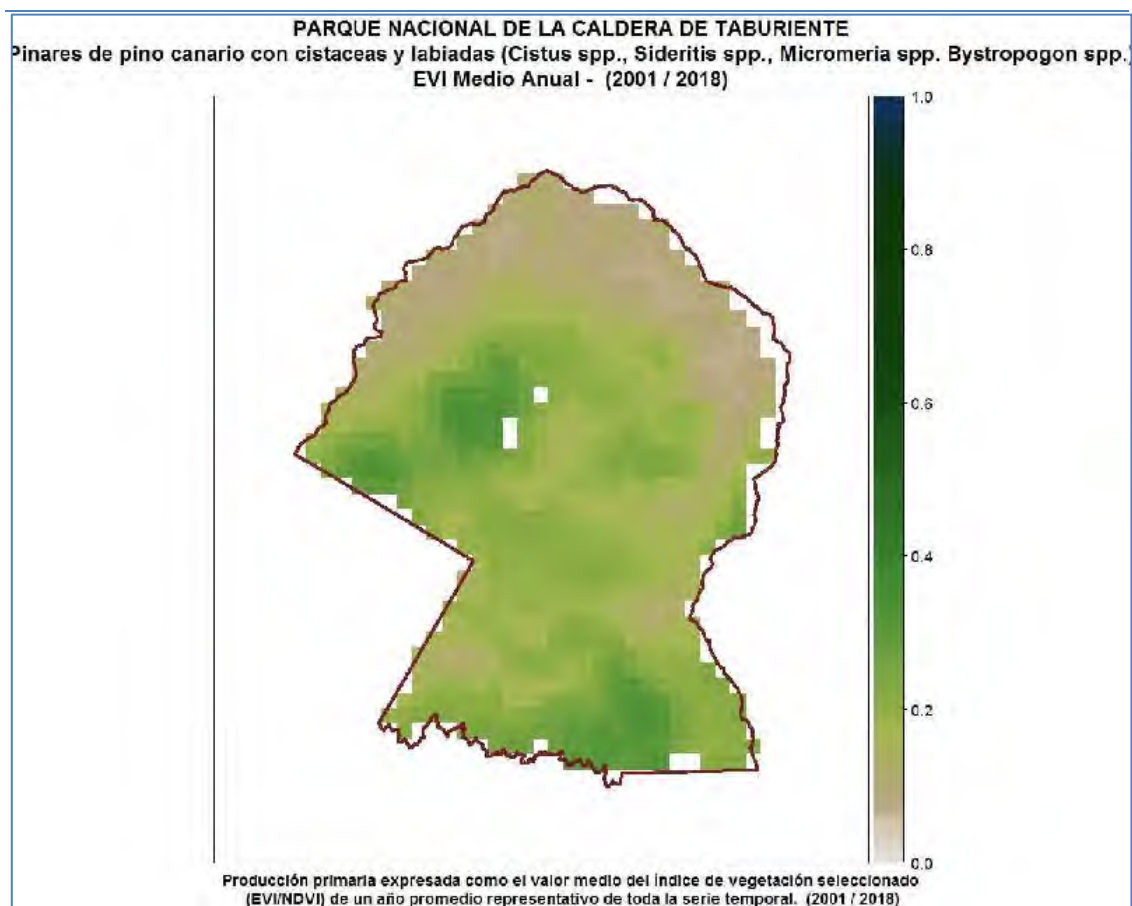 PARQUE NACIONAL DE LA CALDERA DE TABURIENTE
Pinares de pino canario con cistaceas y labiadas (Cistus spp., Sideritis spp., Micromeria spp. Bystropogon spp.)
EVI Medio Anual - (2001 / 2018)
1.0
0.8
0.6
0.4
0.2
0.0
Producción primaria expresada como el valor medio del índice de vegetación seleccionado
(EVI/NDVI) de un año promedio representativo de toda la serie temporal. (2001 / 2018)